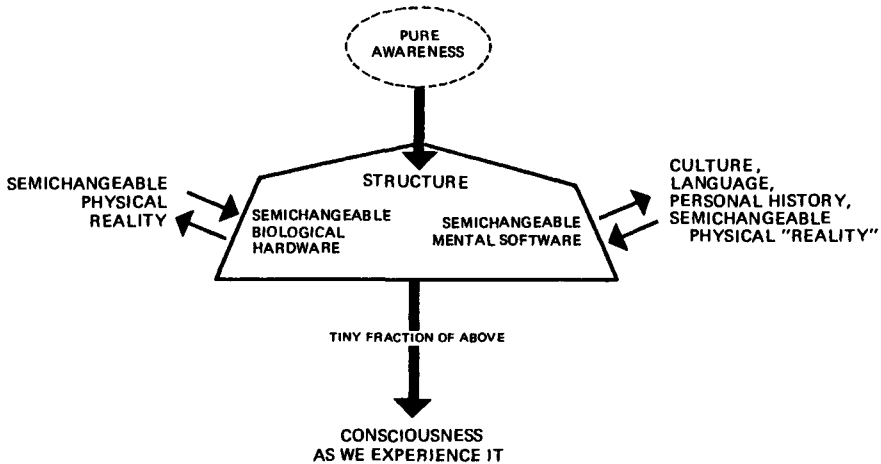 PURE
AWARENESS
STRUCTURE
SEMICHANGEABLE
PHYSICAL
REALITY
SEMICHANGEABLE
BIOLOGICAL
HARDWARE
SEMICHANGEABLE
MENTAL SOFTWARE
CULTURE,
LANGUAGE,
PERSONAL HISTORY,
SEMICHANGEABLE
PHYSICAL "REALITY"
TINY FRACTION OF ABOVE
CONSCIOUSNESS
AS WE EXPERIENCE IT